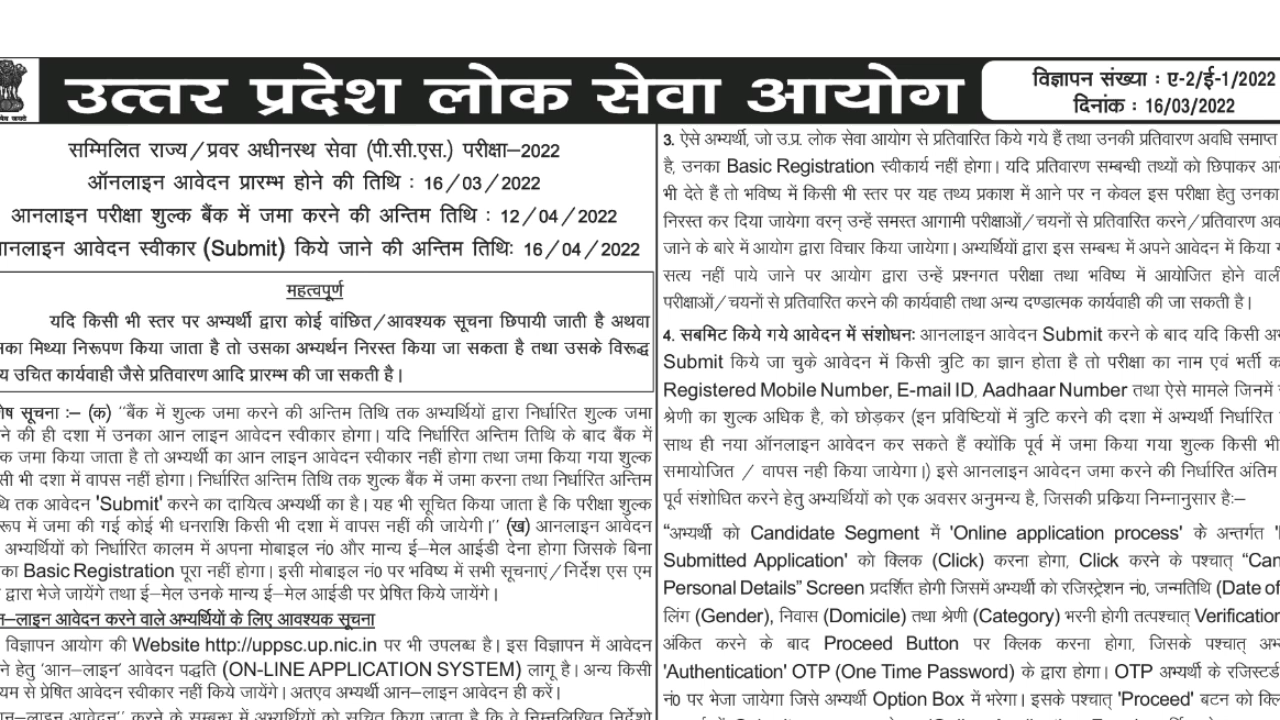 उत्तर प्रदेश लोक सेवा आयोग
विज्ञापन संख्या : ए-2/ई-1/2022
दिनांक : 16/03/2022
सम्मिलित राज्य/प्रवर अधीनस्थ सेवा (पी.सी.एस.) परीक्षा–2022
ऑनलाइन आवेदन प्रारम्भ होने की तिथि : 16/03/2022
आनलाइन परीक्षा शुल्क बैंक में जमा करने की अन्तिम तिथि : 12/04/2022
आवेदन स्वीकार (Submit) किये जाने की अन्तिम तिथिः 16/04/2022
महत्वपूर्ण
यदि किसी भी स्तर पर अभ्यर्थी द्वारा कोई वांछित/आवश्यक सूचना छिपायी जाती है अथवा
मिथ्या निरूपण किया जाता है तो उसका अभ्यर्थन निरस्त किया जा सकता है तथा उसके विरूद्ध
उचित कार्यवाही जैसे प्रतिवारण आदि प्रारम्भ की जा सकती है।
सूचना :– (क) ''बैंक में शुल्क जमा करने की अन्तिम तिथि तक अभ्यर्थियों द्वारा निर्धारित शुल्क जमा
की ही दशा में उनका आन लाइन आवेदन स्वीकार होगा। यदि निर्धारित अन्तिम तिथि के बाद बैंक में
जमा किया जाता है तो अभ्यर्थी का आन लाइन आवेदन स्वीकार नहीं होगा तथा जमा किया गया शुल्क
भी दशा में वापस नहीं होगा। निर्धारित अन्तिम तिथि तक शुल्क बैंक में जमा करना तथा निर्धारित अन्तिम
तक आवेदन 'Submit' करने का दायित्व अभ्यर्थी का है। यह भी सूचित किया जाता है कि परीक्षा शुल्क
में जमा की गई कोई भी धनराशि किसी भी दशा में वापस नहीं की जायेगी।'' (ख) आनलाइन आवेदन
अभ्यर्थियों को निर्धारित कालम में अपना मोबाइल नं0 और मान्य ई–मेल आईडी देना होगा जिसके बिना
Basic Registration पूरा नहीं होगा। इसी मोबाइल नं0 पर भविष्य में सभी सूचनाएं/निर्देश एस एम
द्वारा भेजे जायेंगे तथा ई–मेल उनके मान्य ई–मेल आईडी पर प्रेषित किये जायेंगे।
आवेदन करने वाले अभ्यर्थियों के लिए आवश्यक सूचना
विज्ञापन आयोग की Website http://uppsc.up.nic.in पर भी उपलब्ध है। इस विज्ञापन में आवेदन
हेतु 'आन–लाइन' आवेदन पद्धति (ON-LINE APPLICATION SYSTEM) लागू है। अन्य किसी
से प्रेषित आवेदन स्वीकार नहीं किये जायेंगे। अतएव अभ्यर्थी आन–लाइन आवेदन ही करें।
आवेदन'' करने के सम्बन्ध में अभ्यर्थियों को सूचित किया जाता है कि वे निम्नलिखित निर्देशो
3. ऐसे अभ्यर्थी, जो उ.प्र. लोक सेवा आयोग से प्रतिवारित किये गये हैं तथा उनकी प्रतिवारण अवधि समाप्त
है, उनका Basic Registration स्वीकार्य नहीं होगा। यदि प्रतिवारण सम्बन्धी तथ्यों को छिपाकर
भी देते हैं तो भविष्य में किसी भी स्तर पर यह तथ्य प्रकाश में आने पर न केवल इस परीक्षा हेतु उनका
निरस्त कर दिया जायेगा वरन् उन्हें समस्त आगामी परीक्षाओं/चयनों से प्रतिवारित करने/प्रतिवारण
जाने के बारे में आयोग द्वारा विचार किया जायेगा। अभ्यर्थियों द्वारा इस सम्बन्ध में अपने आवेदन में किया
सत्य नहीं पाये जाने पर आयोग द्वारा उन्हें प्रश्नगत परीक्षा तथा भविष्य में आयोजित होने वाली
परीक्षाओं/चयनों से प्रतिवारित करने की कार्यवाही तथा अन्य दण्डात्मक कार्यवाही की जा सकती है।
4. सबमिट किये गये आवेदन में संशोधनः आनलाइन आवेदन Submit करने के बाद यदि किसी
Submit किये जा चुके आवेदन में किसी त्रुटि का ज्ञान होता है तो परीक्षा का नाम एवं भर्ती
Registered Mobile Number, E-mail ID, Aadhaar Number तथा ऐसे मामले जिनमें
श्रेणी का शुल्क अधिक है, को छोड़कर (इन प्रविष्टियों में त्रुटि करने की दशा में अभ्यर्थी निर्धारित
साथ ही नया ऑनलाइन आवेदन कर सकते हैं क्योंकि पूर्व में जमा किया गया शुल्क किसी भी
समायोजित / वापस नही किया जायेगा।) इसे आनलाइन आवेदन जमा करने की निर्धारित अंतिम
पूर्व संशोधित करने हेतु अभ्यर्थियों को एक अवसर अनुमन्य है, जिसकी प्रक्रिया निम्नानुसार है:–
“अभ्यर्थी को Candidate Segment में 'Online application process' के अन्तर्गत
Submitted Application' को क्लिक (Click) करना होगा, Click करने के पश्चात्
Personal Details” Screen प्रदर्शित होगी जिसमें अभ्यर्थी को रजिस्ट्रेशन नं0, जन्मतिथि (Date of
लिंग (Gender), निवास (Domicile) तथा श्रेणी (Category) भरनी होगी तत्पश्चात् Verification
अंकित करने के बाद Proceed Button पर क्लिक करना होगा, जिसके पश्चात्
'Authentication' OTP (One Time Password) के द्वारा होगा। OTP अभ्यर्थी के रजिस्टर्ड
नं0 पर भेजा जायेगा जिसे अभ्यर्थी Option Box में भरेगा। इसके पश्चात् 'Proceed' बटन को